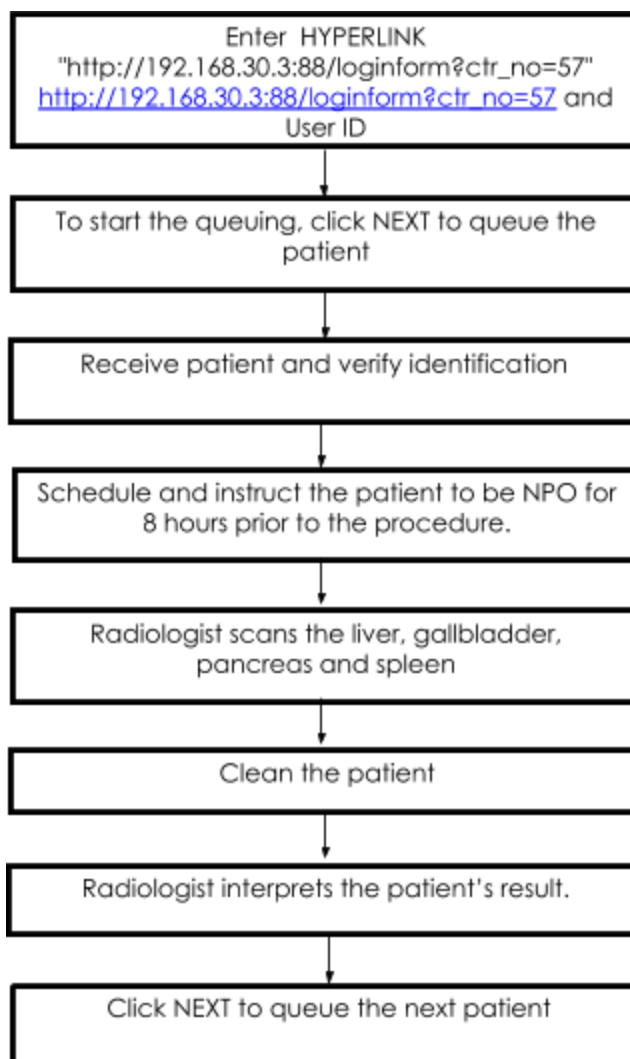 Enter HYPERLINK
"http://192.168.30.3:88/loginform?ctr_no=57"
http://192.168.30.3:88/loginform?ctr_no=57 and
User ID
To start the queuing, click NEXT to queue the
patient
Receive patient and verify identification
Schedule and instruct the patient to be NPO for
8 hours prior to the procedure.
Radiologist scans the liver, gallbladder,
pancreas and spleen
Clean the patient
Radiologist interprets the patient’s result.
Click NEXT to queue the next patient